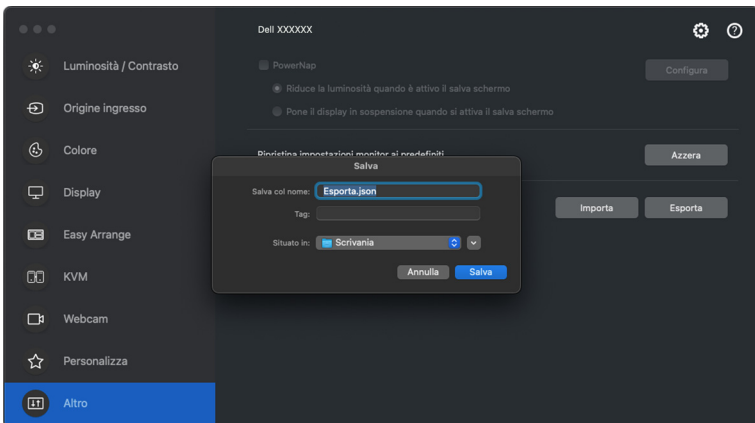 Dell XXXXXX
Luminosità / Contrasto
Origine ingresso
Colore
Display
Easy Arrange
KVM
Webcam
Personalizza
Altro
PowerNap
Configura
Riduce la luminosità quando è attivo il salva schermo
Pone il display in sospensione quando si attiva il salva schermo
Ripristina impostazioni monitor ai predefiniti
Azzera
Importa
Esporta
Salva
Salva col nome: Esporta.json
Tag:
Situato in: Scrivania
Annulla
Salva